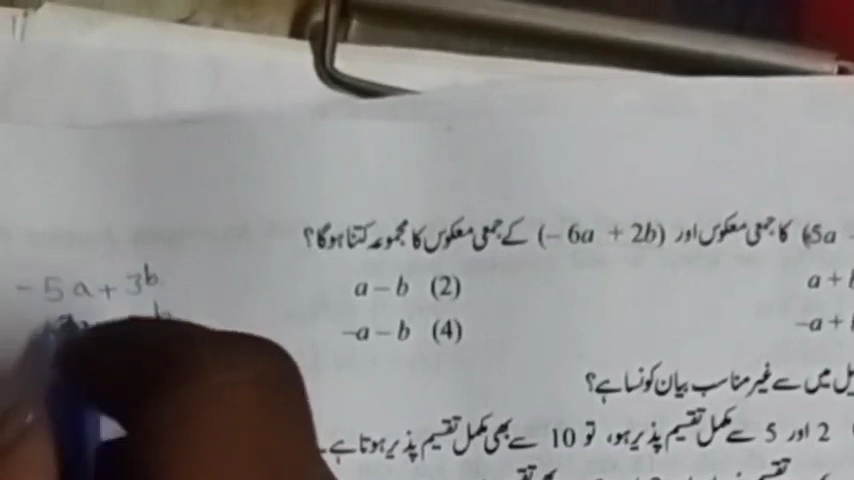 (5a - کا جمعی معکوس اور (- 6a + 2b) کے جمعی معکوس کا مجموعہ کتنا ہوگا؟
a + b
a - b (2)
-a +
-a - b (4)
- 5a + 3b
b
میں سے غیر مناسب بیان کونسا ہے؟
2 اور 5 سے مکمل تقسیم پذیر ہو، تو 10 سے بھی مکمل تقسیم پذیر ہوتا ہے۔